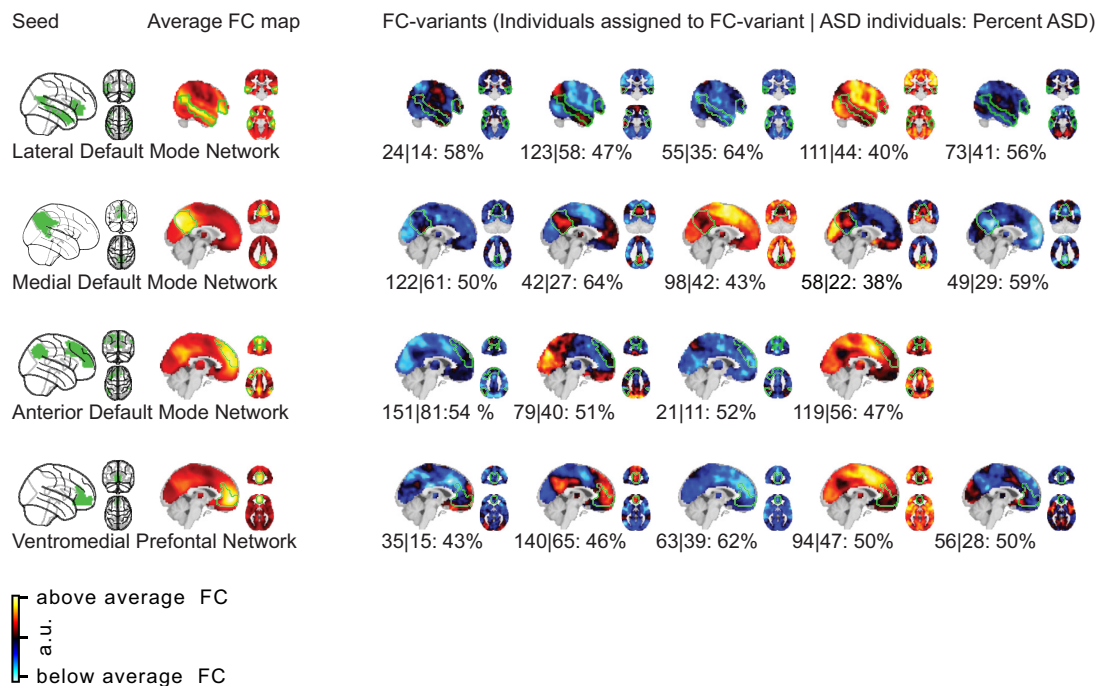 Seed Average FC map FC-variants (Individuals assigned to FC-variant | ASD individuals: Percent ASD)
Lateral Default Mode Network 24|14: 58% 123|58: 47% 55|35: 64% 111|44: 40% 73|41: 56%
Medial Default Mode Network 122|61: 50% 42|27: 64% 98|42: 43% 58|22: 38% 49|29: 59%
Anterior Default Mode Network 151|81:54 % 79|40: 51% 21|11: 52% 119|56: 47%
Ventromedial Prefontal Network 35|15: 43% 140|65: 46% 63|39: 62% 94|47: 50% 56|28: 50%
above average FC
a.u.
below average FC